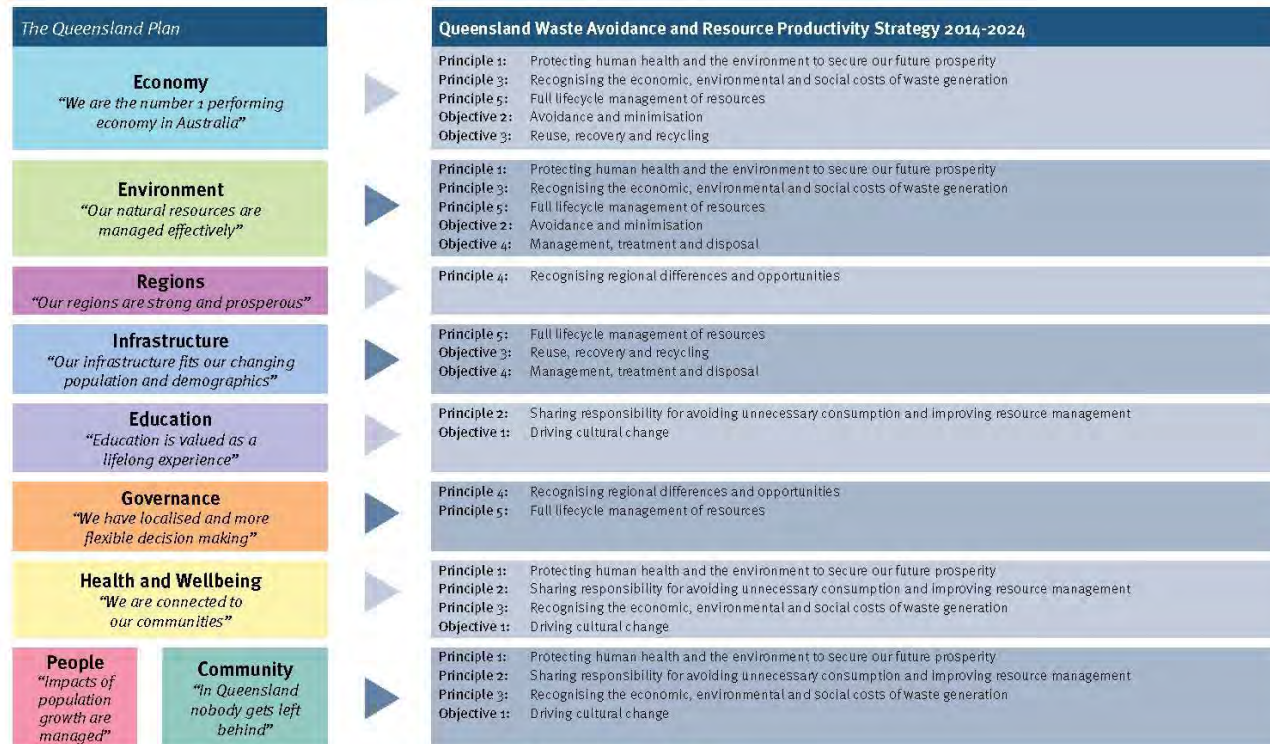 The Queensland Plan
Queensland Waste Avoidance and Resource Productivity Strategy 2014-2024
Economy
“We are the number 1 performing
economy in Australia”
Principle 1: Protecting human health and the environment to secure our future prosperity
Principle 3: Recognising the economic, environmental and social costs of waste generation
Principle 5: Full lifecycle management of resources
Objective 2: Avoidance and minimisation
Objective 3: Reuse, recovery and recycling
Environment
“Our natural resources are
managed effectively”
Principle 1: Protecting human health and the environment to secure our future prosperity
Principle 3: Recognising the economic, environmental and social costs of waste generation
Principle 5: Full lifecycle management of resources
Objective 2: Avoidance and minimisation
Objective 4: Management, treatment and disposal
Regions
“Our regions are strong and prosperous”
Principle 4: Recognising regional differences and opportunities
Infrastructure
“Our infrastructure fits our changing
population and demographics”
Principle 5: Full lifecycle management of resources
Objective 3: Reuse, recovery and recycling
Objective 4: Management, treatment and disposal
Education
“Education is valued as a
lifelong experience”
Principle 2: Sharing responsibility for avoiding unnecessary consumption and improving resource management
Objective 1: Driving cultural change
Governance
“We have localised and more
flexible decision making”
Principle 4: Recognising regional differences and opportunities
Principle 5: Full lifecycle management of resources
Health and Wellbeing
“We are connected to
our communities”
Principle 1: Protecting human health and the environment to secure our future prosperity
Principle 2: Sharing responsibility for avoiding unnecessary consumption and improving resource management
Principle 3: Recognising the economic, environmental and social costs of waste generation
Objective 1: Driving cultural change
People
“Impacts of
population
growth are
managed”
Community
“In Queensland
nobody gets left
behind”
Principle 1: Protecting human health and the environment to secure our future prosperity
Principle 2: Sharing responsibility for avoiding unnecessary consumption and improving resource management
Principle 3: Recognising the economic, environmental and social costs of waste generation
Objective 1: Driving cultural change